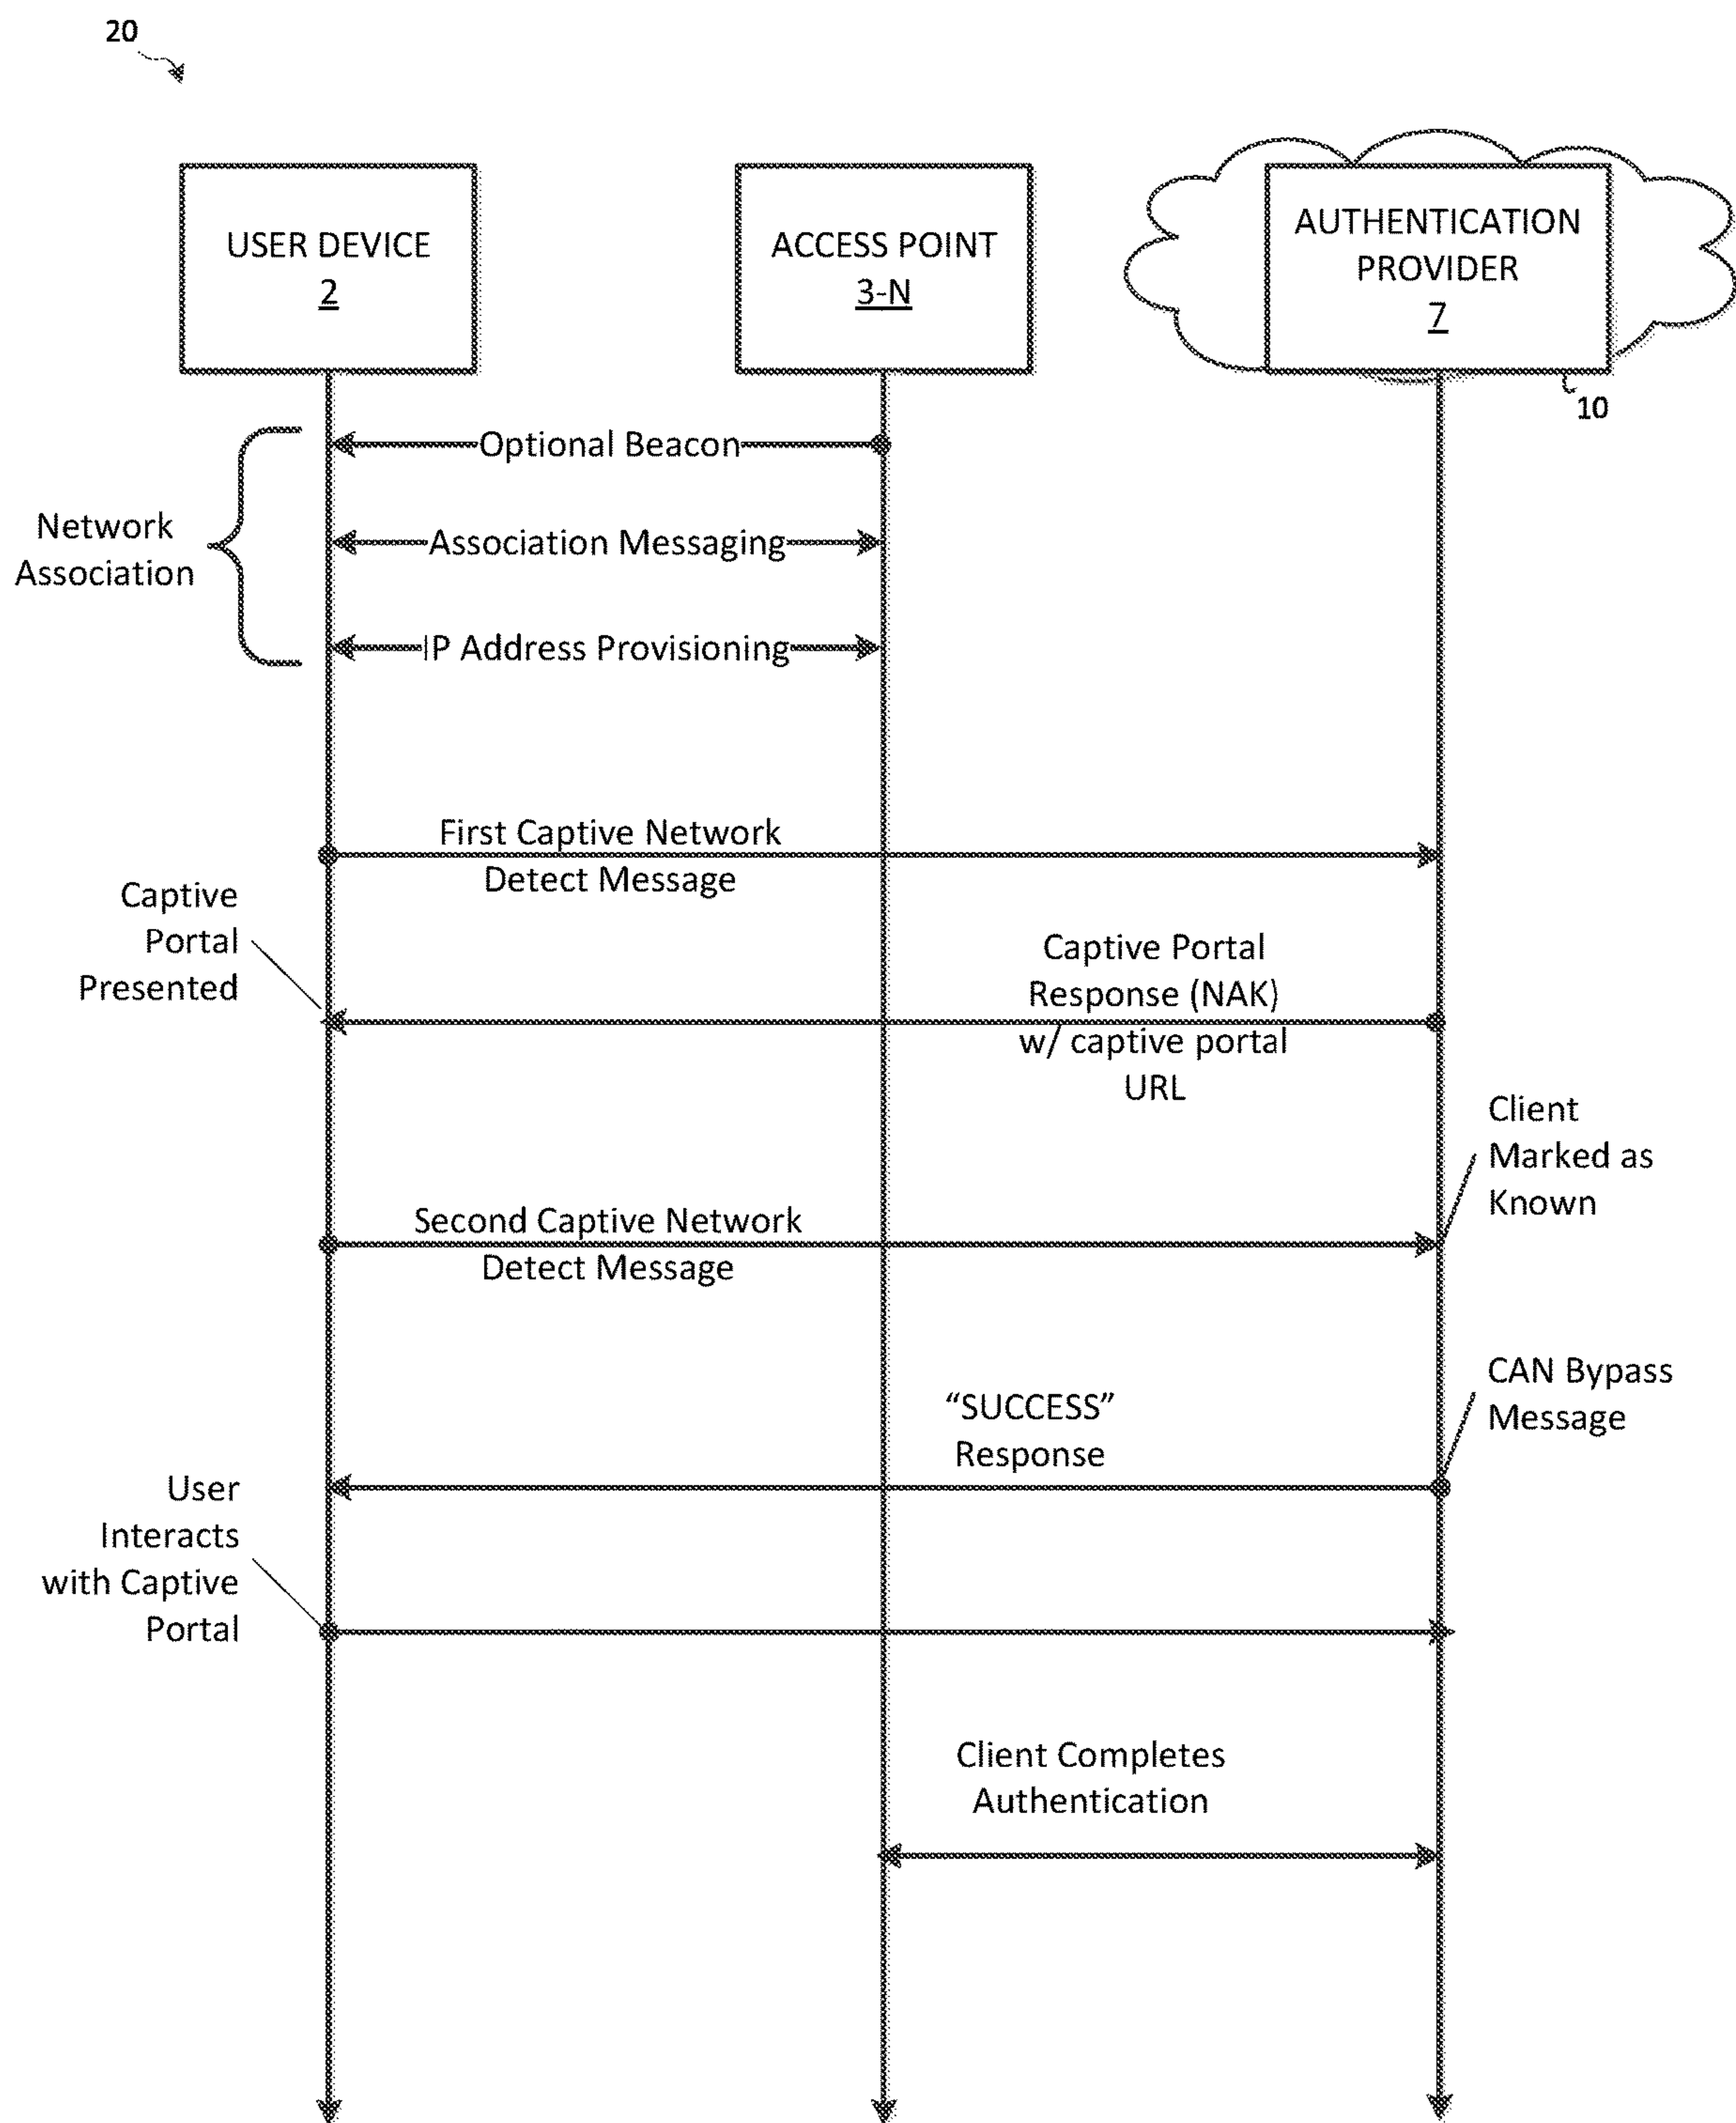 20
USER DEVICE
2
ACCESS POINT
3-N
AUTHENTICATION
PROVIDER
7
10
Optional Beacon
Network
Association
Association Messaging
IP Address Provisioning
First Captive Network
Detect Message
Captive
Portal
Presented
Captive Portal
Response (NAK)
w/ captive portal
URL
Client
Marked as
Known
Second Captive Network
Detect Message
CAN Bypass
Message
“SUCCESS”
Response
User
Interacts
with Captive
Portal
Client Completes
Authentication